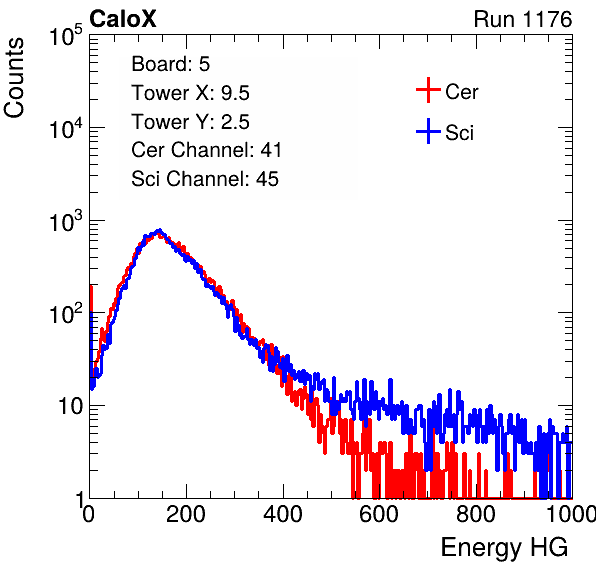 CaloX Run 1176
Counts
10^5
10^4
10^3
10^2
10
1
Board: 5
Tower X: 9.5
Tower Y: 2.5
Cer Channel: 41
Sci Channel: 45
Cer
Sci
0 200 400 600 800 1000
Energy HG